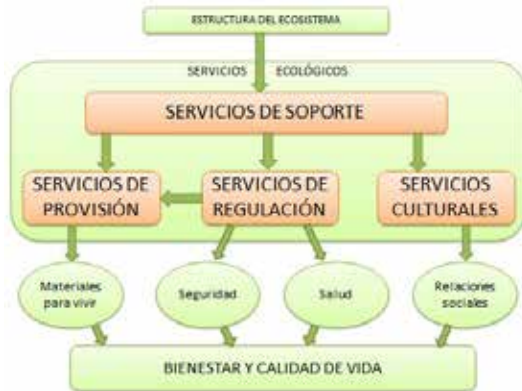 ESTRUCTURA DEL ECOSISTEMA
SERVICIOS ECOLÓGICOS
SERVICIOS DE SOPORTE
SERVICIOS DE
PROVISIÓN
SERVICIOS DE
REGULACIÓN
SERVICIOS
CULTURALES
Materiales
para vivir
Seguridad
Salud
Relaciones
sociales
BIENESTAR Y CALIDAD DE VIDA